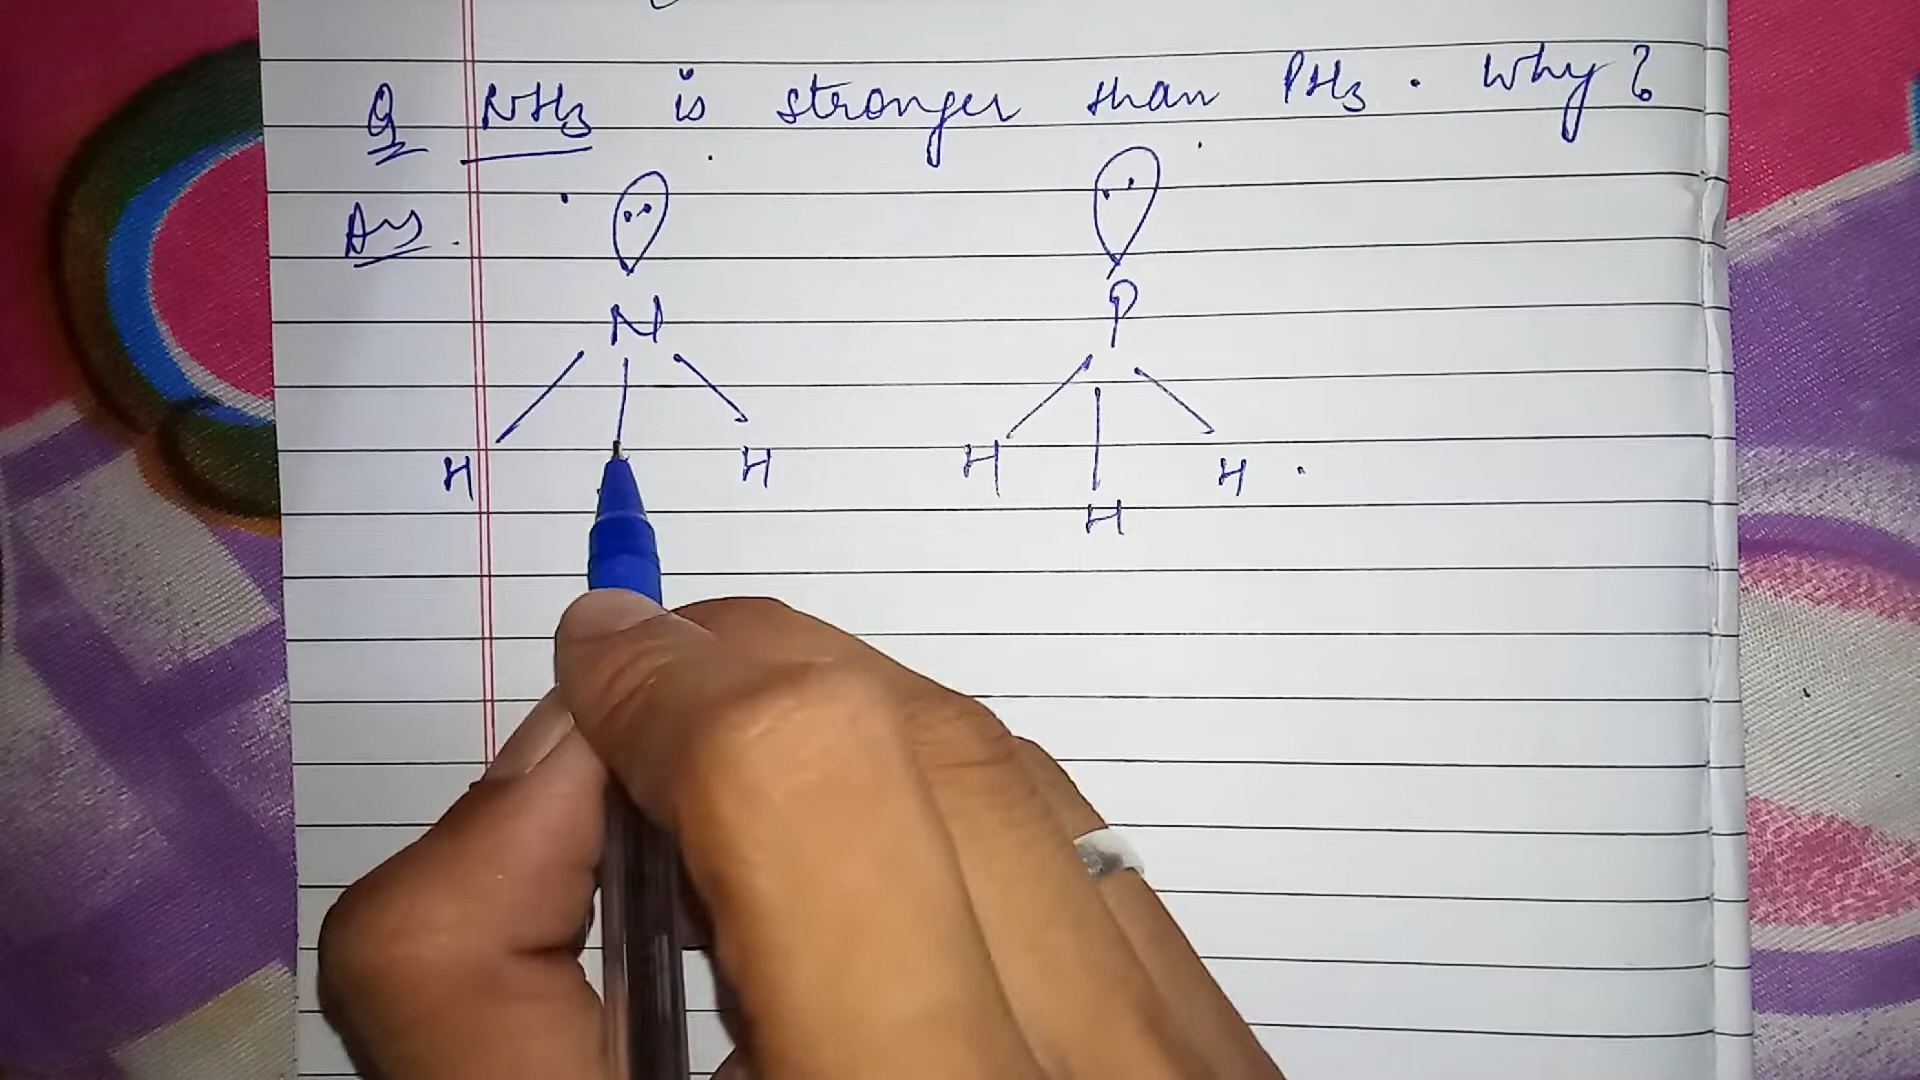 Q NH3 is stronger than PH3. Why?
Ans.
N P
H H H H
H